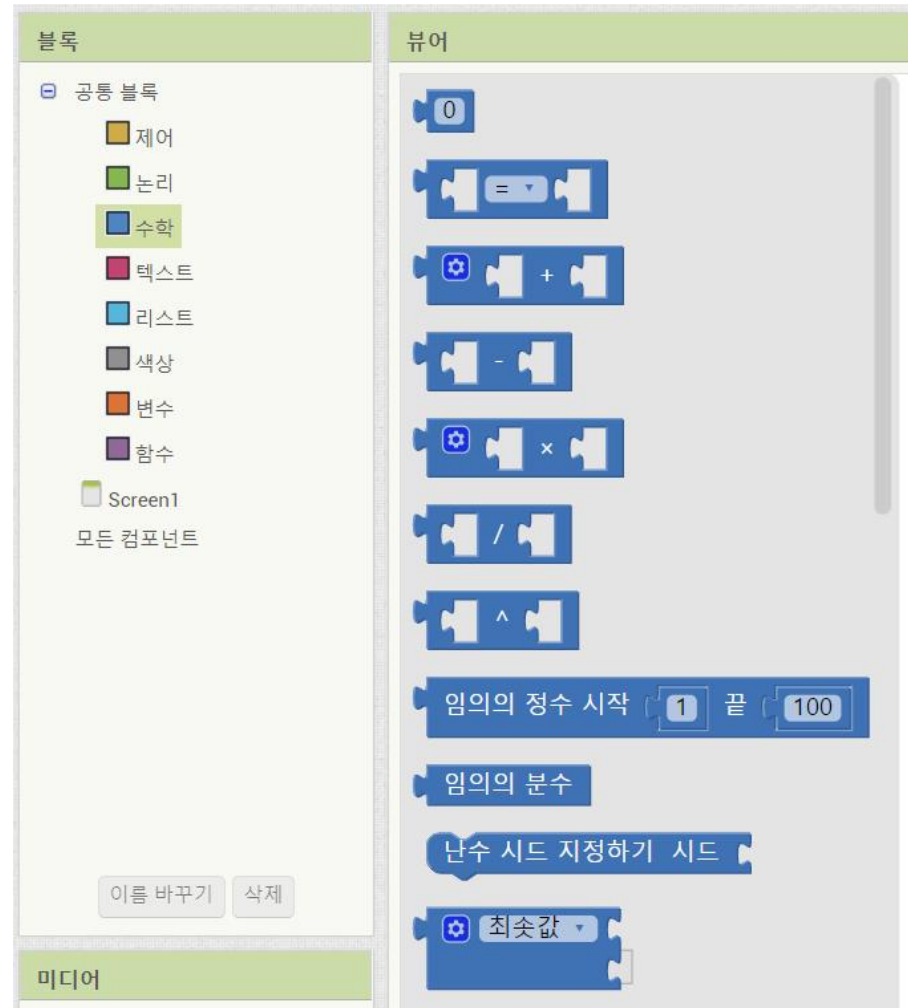 블록
공통 블록
제어
논리
수학
텍스트
리스트
색상
변수
함수
Screen1
모든 컴포넌트
이름 바꾸기 삭제
미디어
뷰어
0
=
+
-
×
/
^
임의의 정수 시작 1 끝 100
임의의 분수
난수 시드 지정하기 시드
최솟값